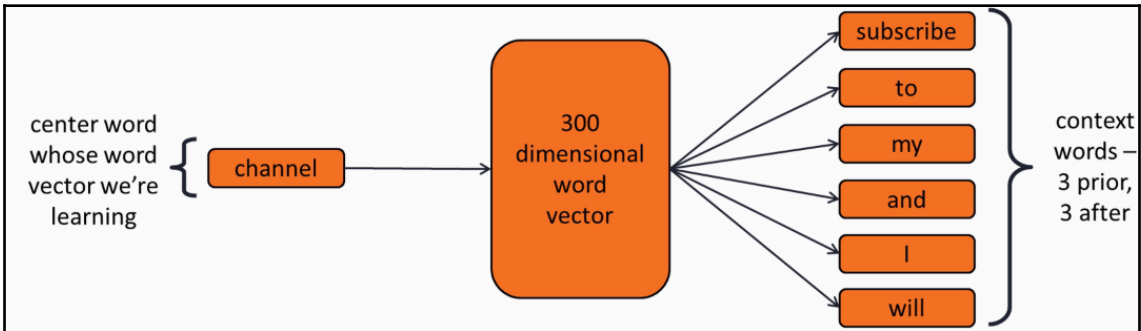 center word
whose word
vector we're
learning
channel
300
dimensional
word
vector
subscribe
to
my
and
I
will
context
words –
3 prior,
3 after